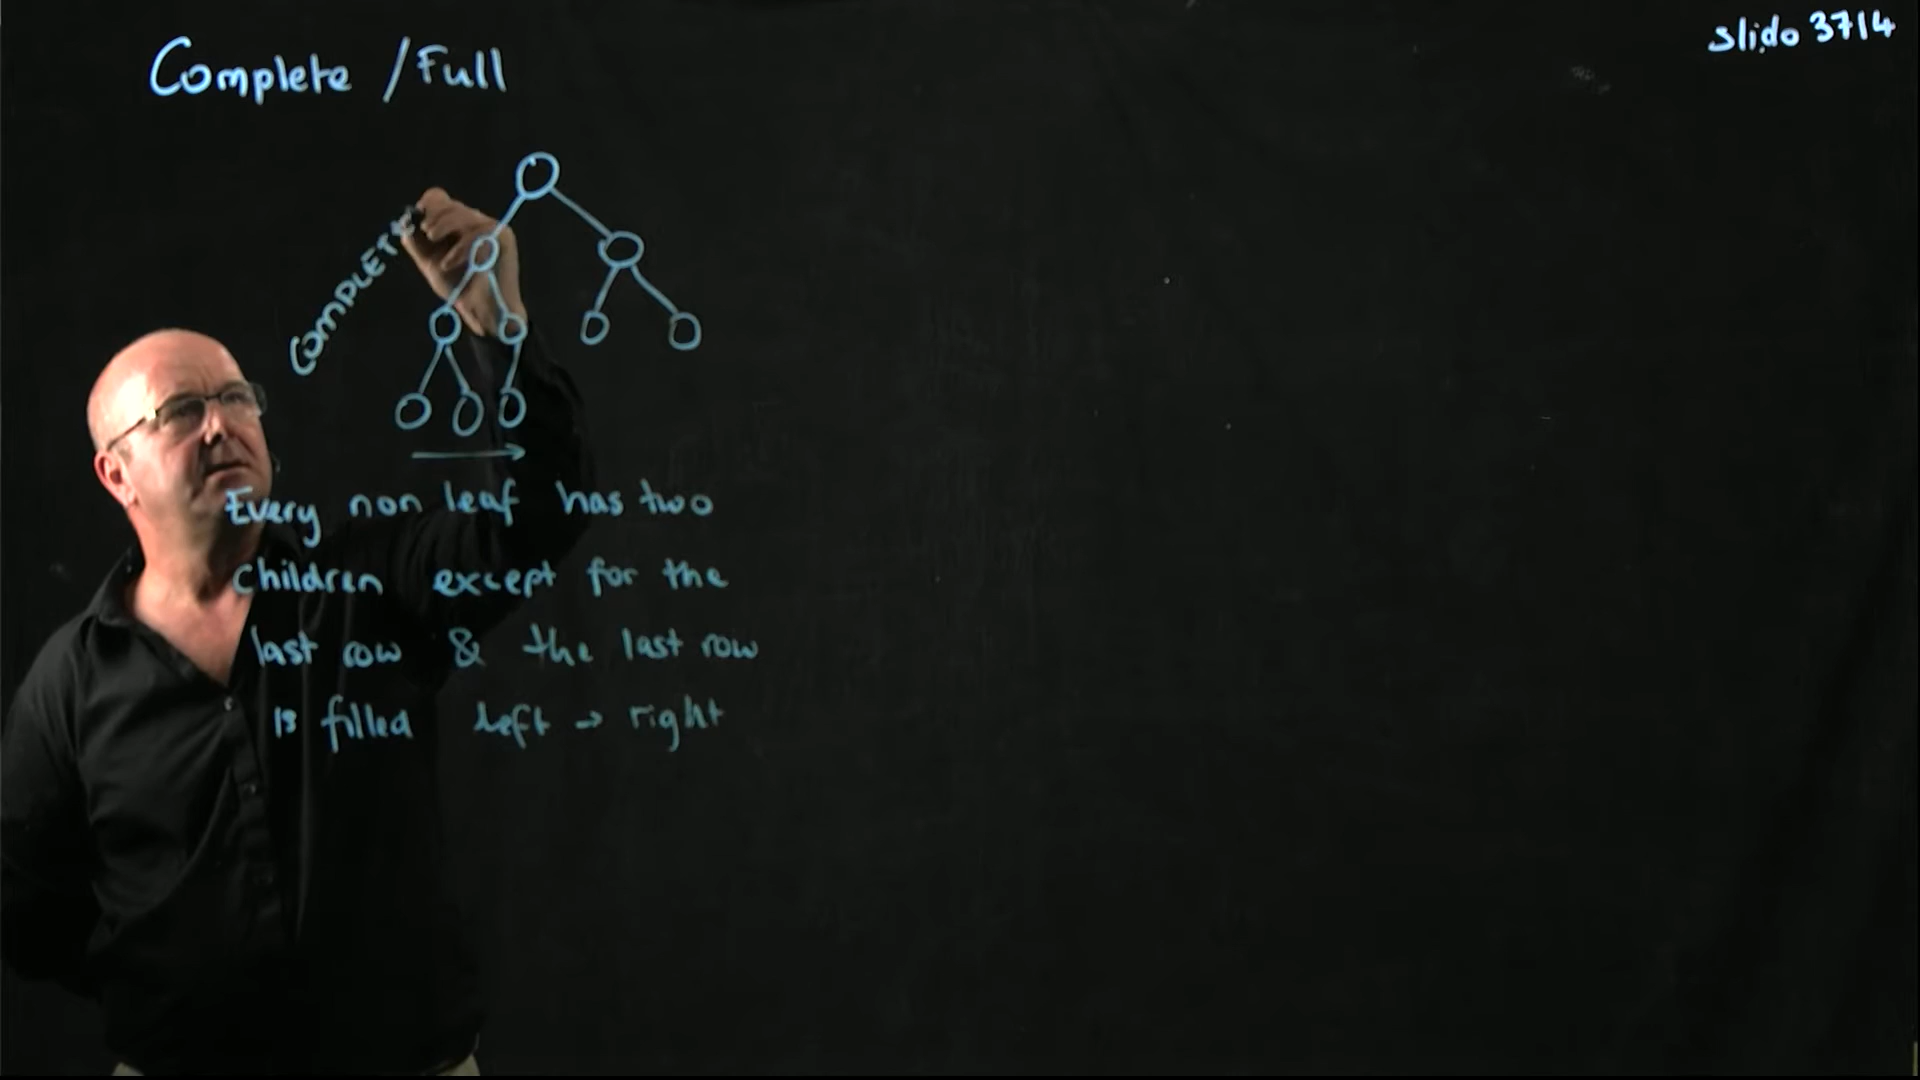 Complete / Full
slido 3714
COMPLETE
Every non leaf has two
children except for the
last row & the last row
is filled left → right